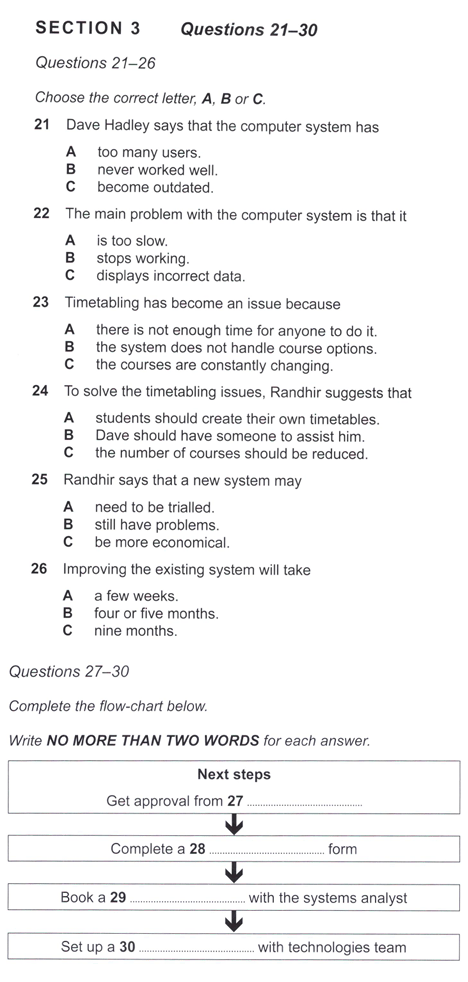 SECTION 3 Questions 21–30
Questions 21–26
Choose the correct letter, A, B or C.
21 Dave Hadley says that the computer system has
A too many users.
B never worked well.
C become outdated.
22 The main problem with the computer system is that it
A is too slow.
B stops working.
C displays incorrect data.
23 Timetabling has become an issue because
A there is not enough time for anyone to do it.
B the system does not handle course options.
C the courses are constantly changing.
24 To solve the timetabling issues, Randhir suggests that
A students should create their own timetables.
B Dave should have someone to assist him.
C the number of courses should be reduced.
25 Randhir says that a new system may
A need to be trialled.
B still have problems.
C be more economical.
26 Improving the existing system will take
A a few weeks.
B four or five months.
C nine months.
Questions 27–30
Complete the flow-chart below.
Write NO MORE THAN TWO WORDS for each answer.
Next steps
Get approval from 27 ........................................
Complete a 28 ........................................ form
Book a 29 ........................................ with the systems analyst
Set up a 30 ........................................ with technologies team